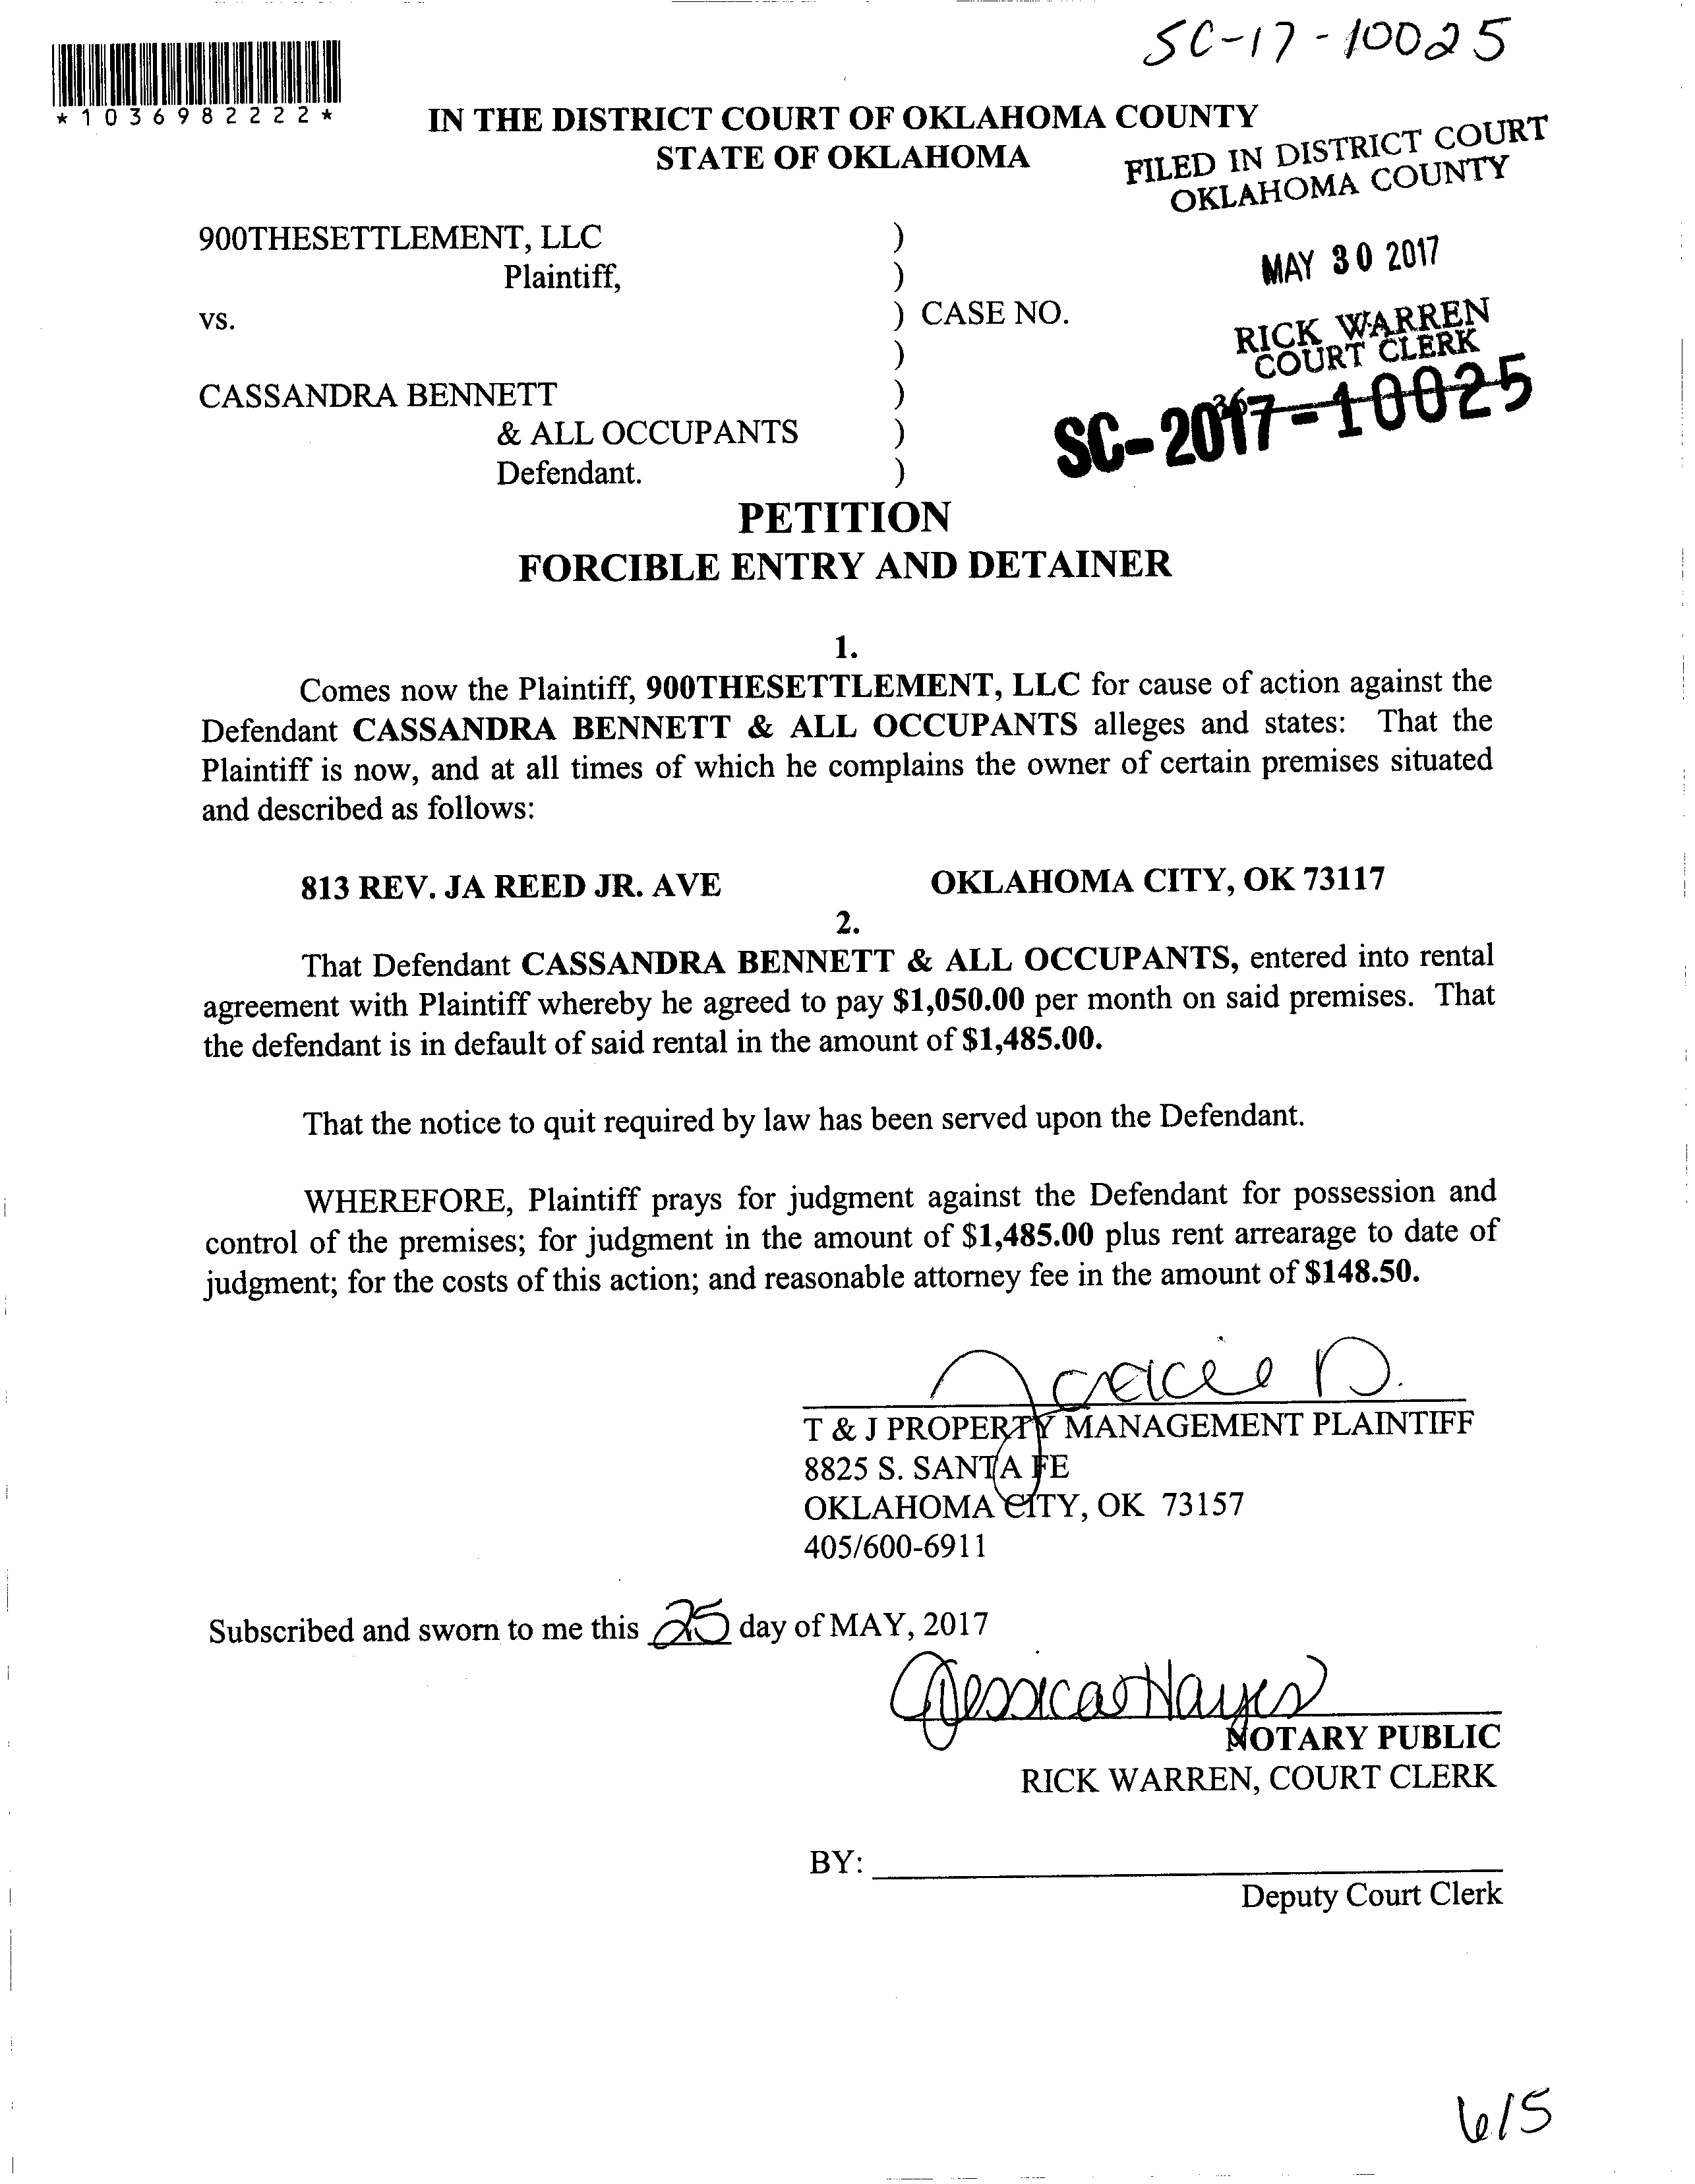 SC-17-10025
*1036982222*
IN THE DISTRICT COURT OF OKLAHOMA COUNTY
STATE OF OKLAHOMA
FILED IN DISTRICT COURT
OKLAHOMA COUNTY
900THESETTLEMENT, LLC )
Plaintiff, )
MAY 30 2017
vs. ) CASE NO.
RICK WARREN
COURT CLERK
)
36
CASSANDRA BENNETT )
SC-2017-10025
& ALL OCCUPANTS )
Defendant. )
PETITION
FORCIBLE ENTRY AND DETAINER
1.
Comes now the Plaintiff, 900THESETTLEMENT, LLC for cause of action against the
Defendant CASSANDRA BENNETT & ALL OCCUPANTS alleges and states: That the
Plaintiff is now, and at all times of which he complains the owner of certain premises situated
and described as follows:
813 REV. JA REED JR. AVE OKLAHOMA CITY, OK 73117
2.
That Defendant CASSANDRA BENNETT & ALL OCCUPANTS, entered into rental
agreement with Plaintiff whereby he agreed to pay $1,050.00 per month on said premises. That
the defendant is in default of said rental in the amount of $1,485.00.
That the notice to quit required by law has been served upon the Defendant.
WHEREFORE, Plaintiff prays for judgment against the Defendant for possession and
control of the premises; for judgment in the amount of $1,485.00 plus rent arrearage to date of
judgment; for the costs of this action; and reasonable attorney fee in the amount of $148.50.
T & J PROPERTY MANAGEMENT PLAINTIFF
8825 S. SANTA FE
OKLAHOMA CITY, OK 73157
405/600-6911
Subscribed and sworn to me this 25 day of MAY, 2017
Jessica Hayes
NOTARY PUBLIC
RICK WARREN, COURT CLERK
BY:
Deputy Court Clerk
6/5